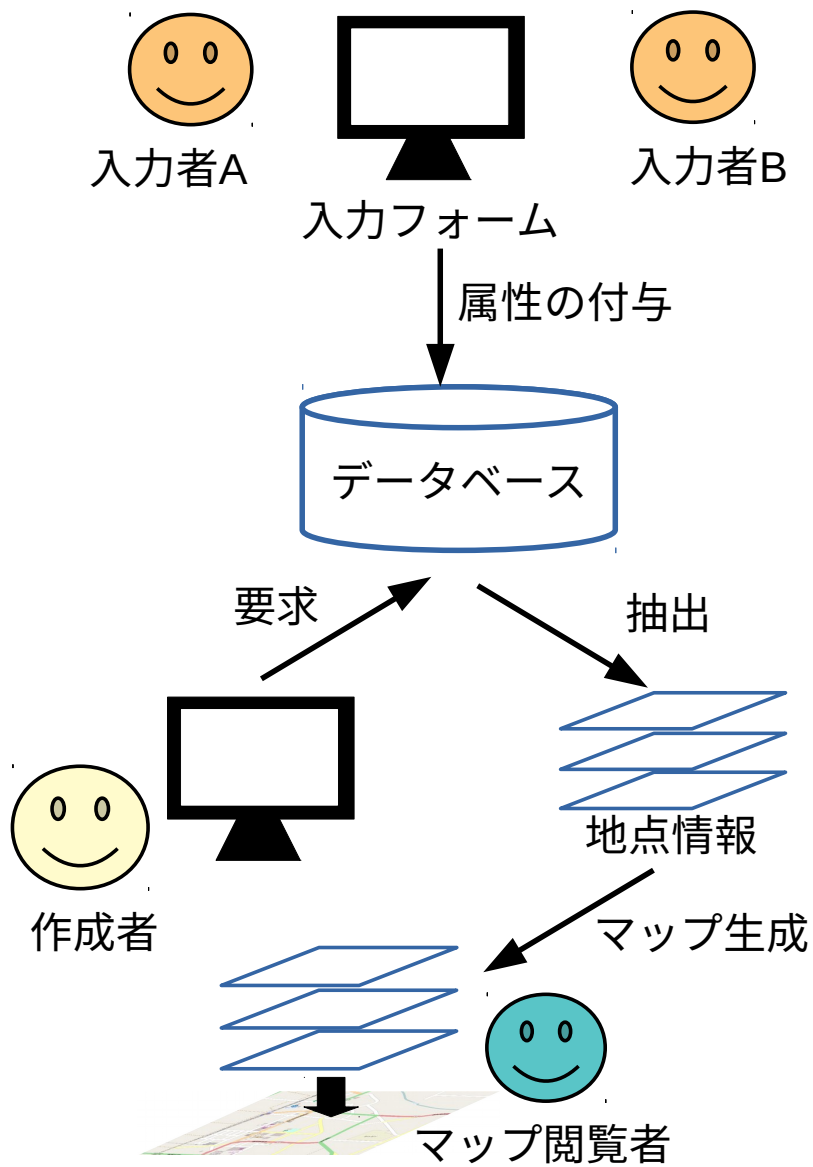 入力者A
入力者B
入力フォーム
属性の付与
データベース
要求
抽出
地点情報
作成者
マップ生成
マップ閲覧者